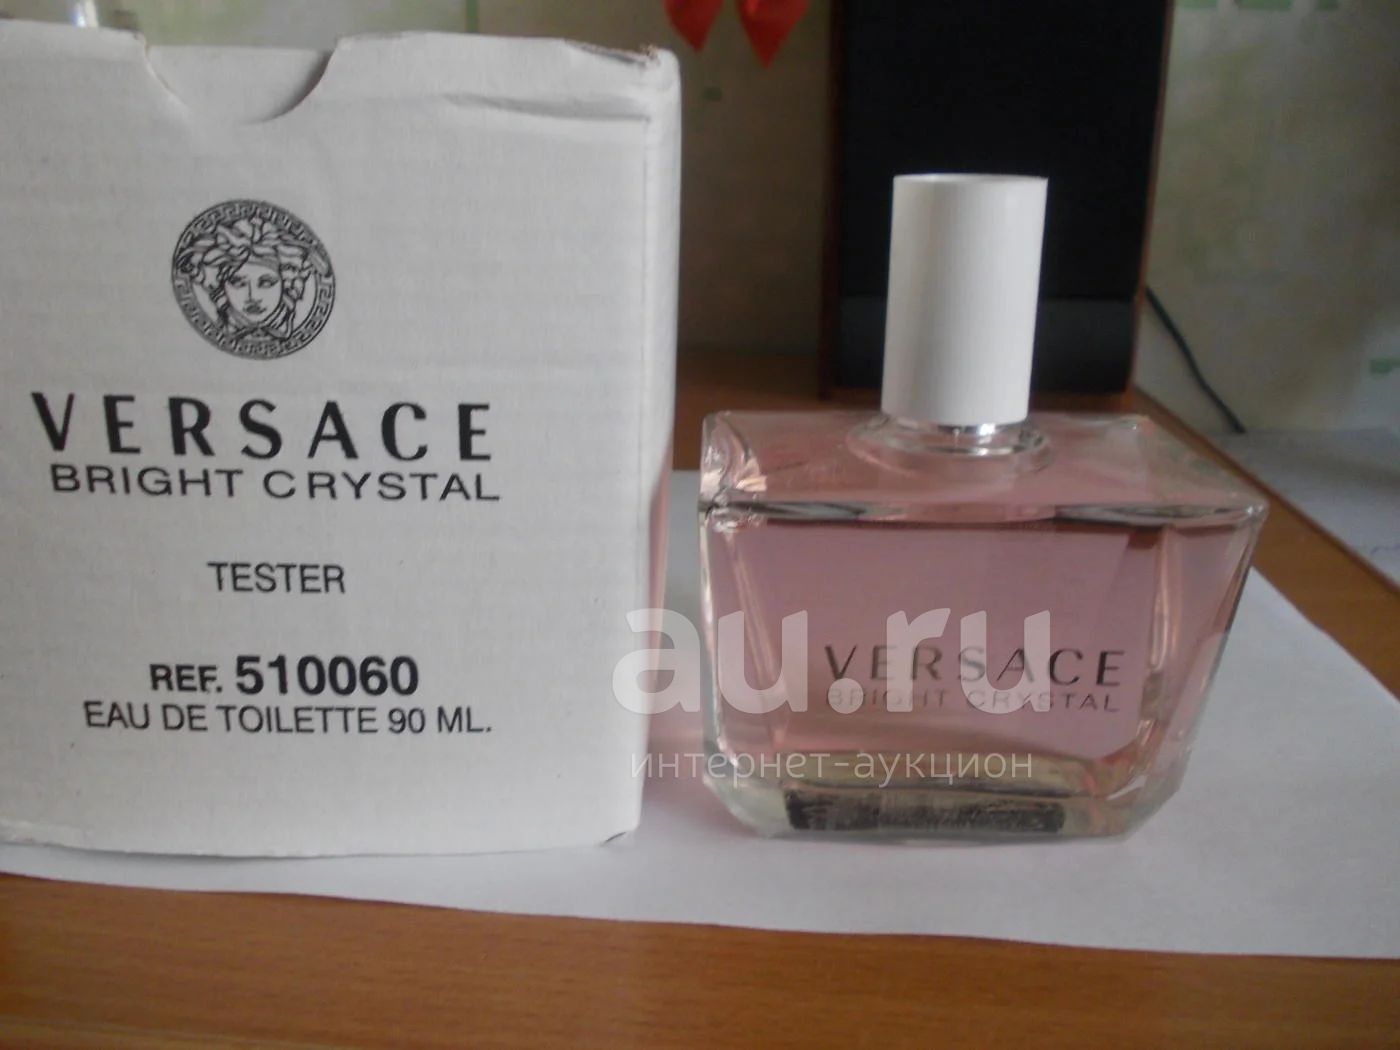 VERSACE
BRIGHT CRYSTAL
TESTER
REF. 510060
EAU DE TOILETTE 90 ML.
VERSACE
BRIGHT CRYSTAL
au.ru
интернет-аукцион